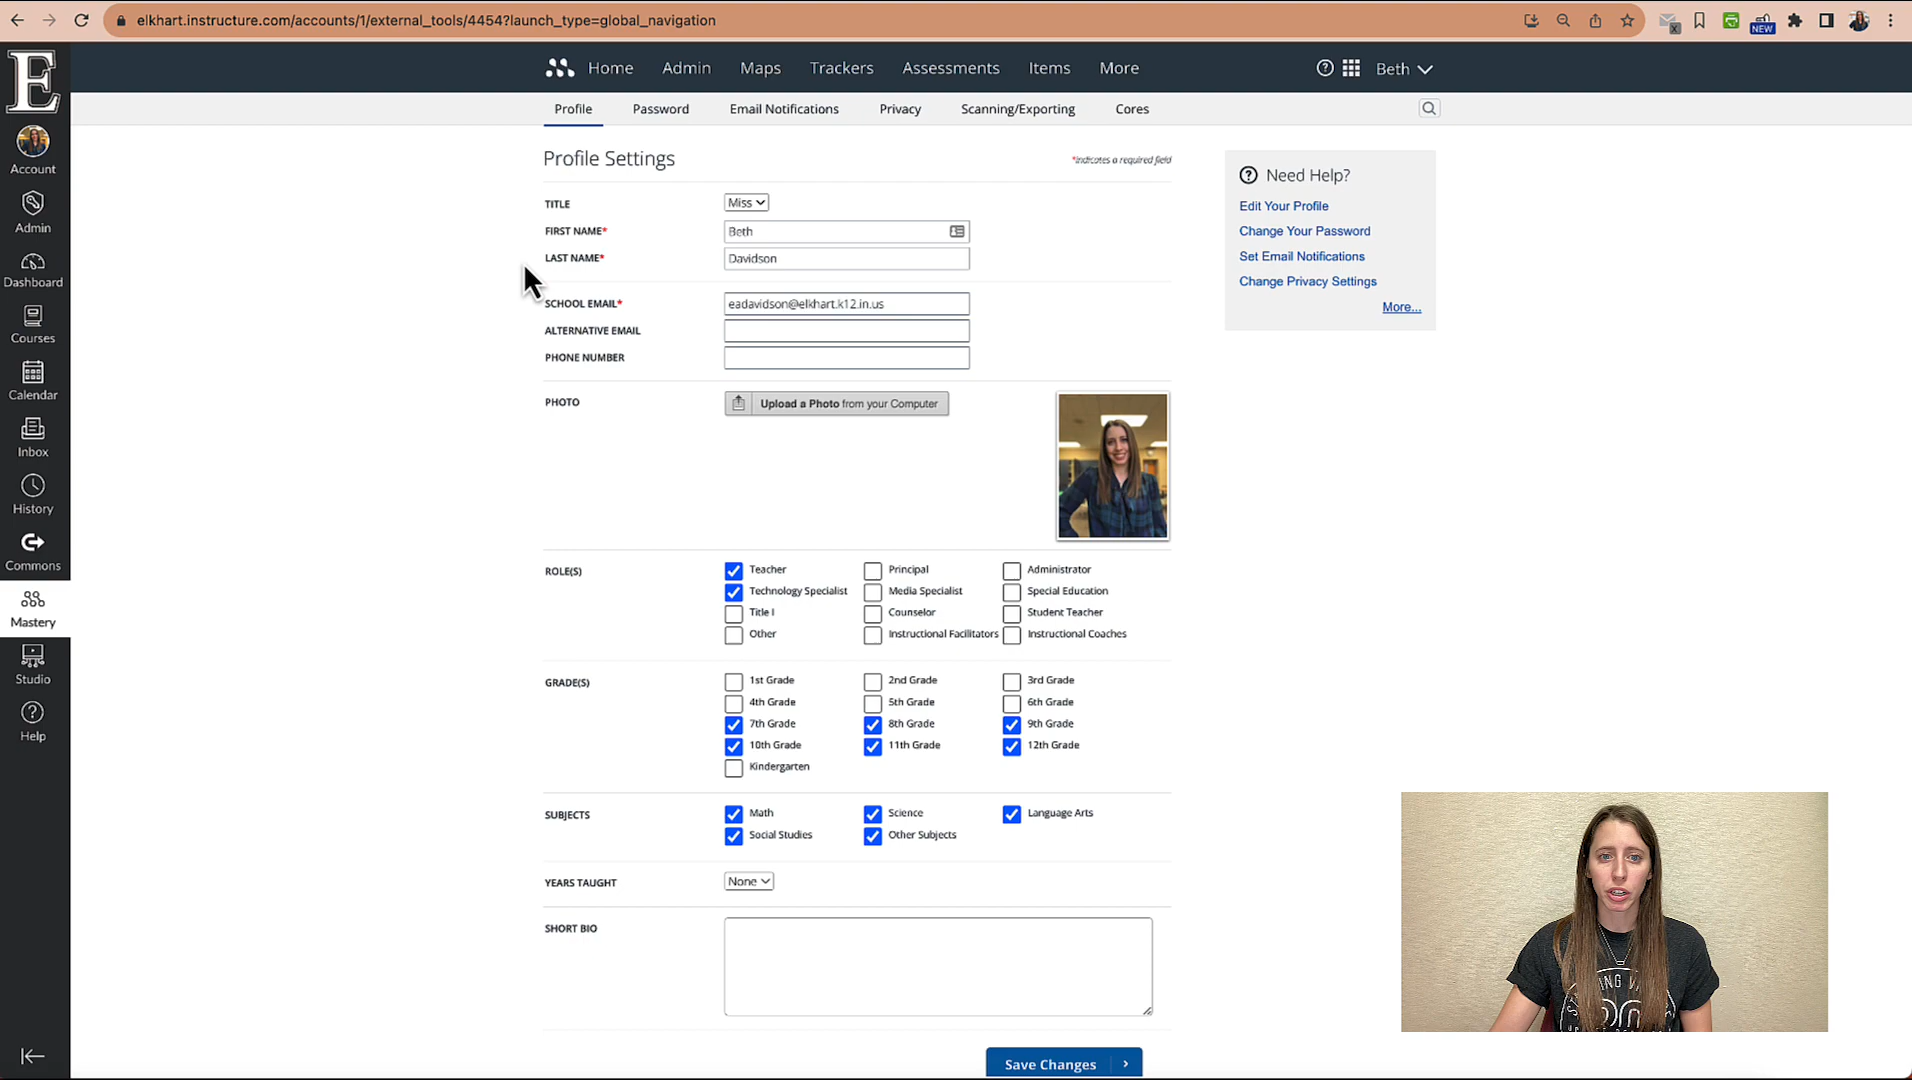 elkhart.instructure.com/accounts/1/external_tools/4454?launch_type=global_navigation
NEW
E
Home Admin Maps Trackers Assessments Items More
Beth
Profile Password Email Notifications Privacy Scanning/Exporting Cores
Account
Admin
Dashboard
Courses
Calendar
Inbox
History
Commons
Mastery
Studio
Help
Profile Settings
*Indicates a required field
TITLE Miss
FIRST NAME* Beth
LAST NAME* Davidson
SCHOOL EMAIL* eadavidson@elkhart.k12.in.us
ALTERNATIVE EMAIL
PHONE NUMBER
PHOTO Upload a Photo from your Computer
ROLE(S) Teacher Principal Administrator
Technology Specialist Media Specialist Special Education
Title I Counselor Student Teacher
Other Instructional Facilitators Instructional Coaches
GRADE(S) 1st Grade 2nd Grade 3rd Grade
4th Grade 5th Grade 6th Grade
7th Grade 8th Grade 9th Grade
10th Grade 11th Grade 12th Grade
Kindergarten
SUBJECTS Math Science Language Arts
Social Studies Other Subjects
YEARS TAUGHT None
SHORT BIO
Save Changes
Need Help?
Edit Your Profile
Change Your Password
Set Email Notifications
Change Privacy Settings
More...